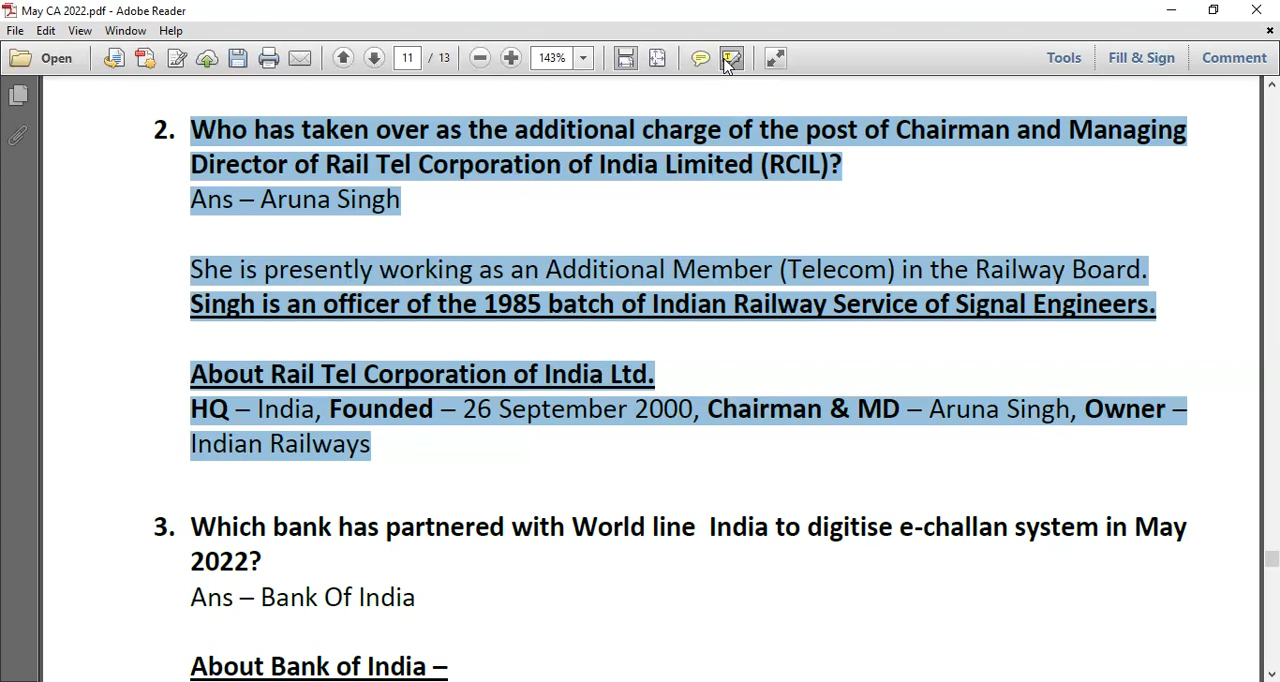 May CA 2022.pdf - Adobe Reader
File Edit View Window Help
Open 11 / 13 143% Tools Fill & Sign Comment
2. Who has taken over as the additional charge of the post of Chairman and Managing
Director of Rail Tel Corporation of India Limited (RCIL)?
Ans – Aruna Singh
She is presently working as an Additional Member (Telecom) in the Railway Board.
Singh is an officer of the 1985 batch of Indian Railway Service of Signal Engineers.
About Rail Tel Corporation of India Ltd.
HQ – India, Founded – 26 September 2000, Chairman & MD – Aruna Singh, Owner –
Indian Railways
3. Which bank has partnered with World line India to digitise e-challan system in May
2022?
Ans – Bank Of India
About Bank of India –